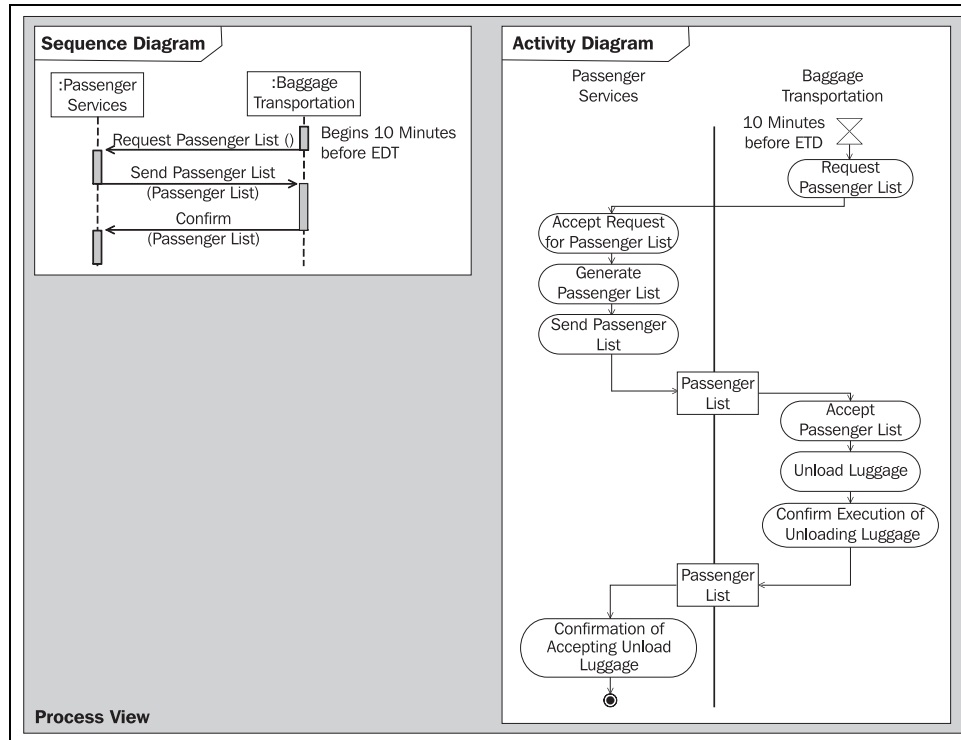 Sequence Diagram
:Passenger
Services
:Baggage
Transportation
Request Passenger List ()
Begins 10 Minutes
before EDT
Send Passenger List
(Passenger List)
Confirm
(Passenger List)
Activity Diagram
Passenger
Services
Baggage
Transportation
10 Minutes
before ETD
Request
Passenger List
Accept Request
for Passenger List
Generate
Passenger List
Send Passenger
List
Passenger
List
Accept
Passenger List
Unload Luggage
Confirm Execution of
Unloading Luggage
Passenger
List
Confirmation of
Accepting Unload
Luggage
Process View